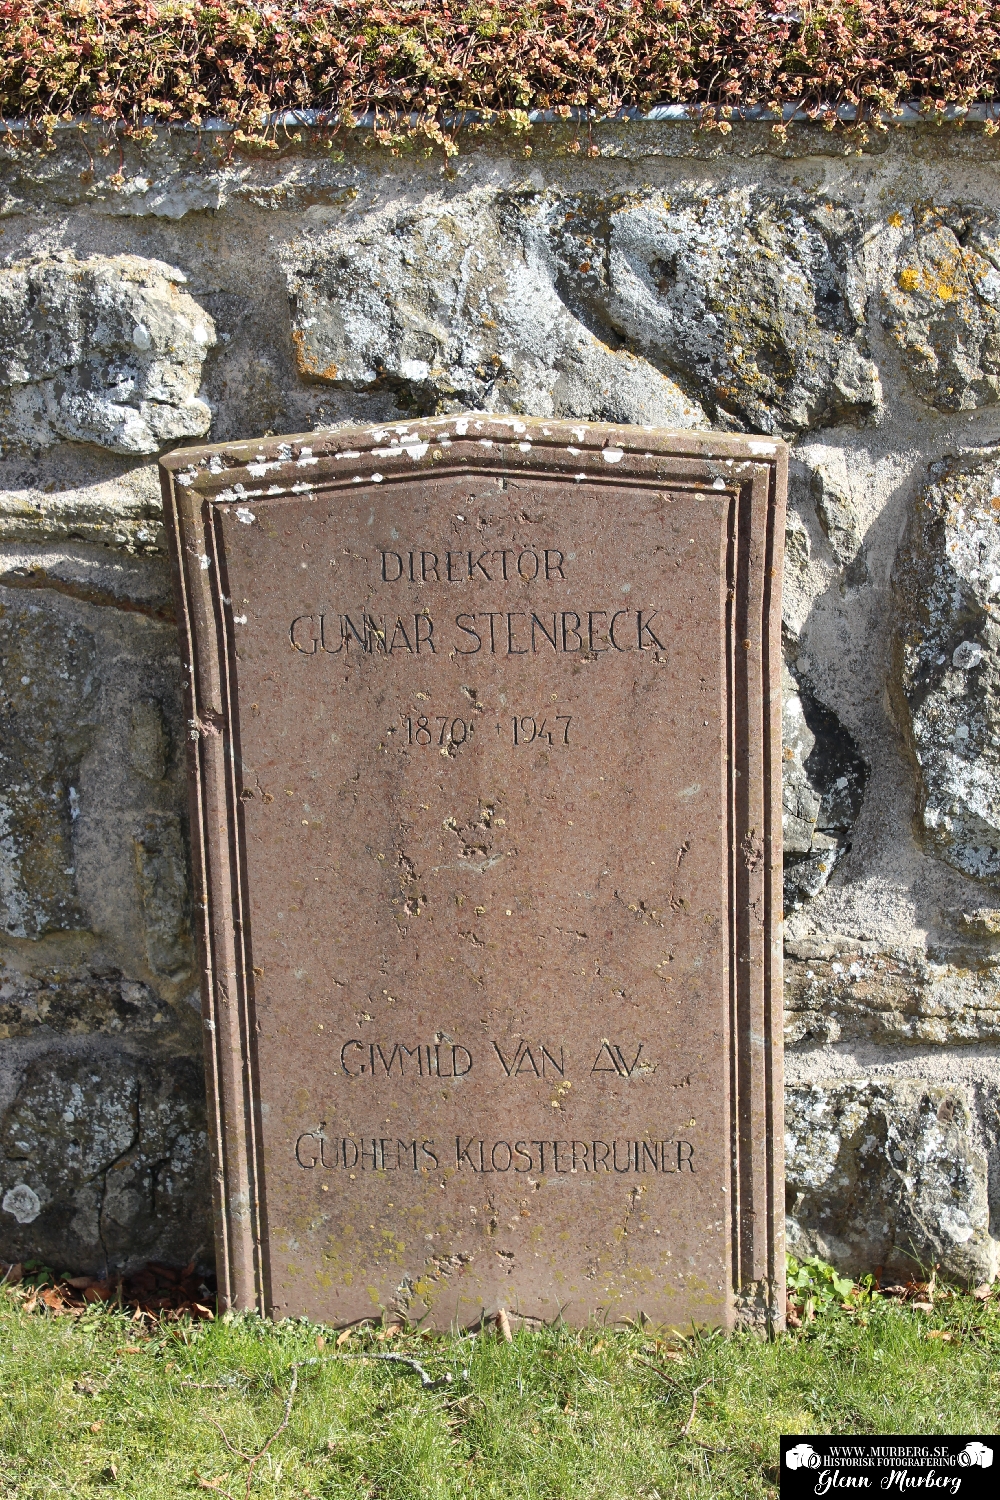 DIREKTÖR
GUNNAR STENBECK
1870 + 1947
GIVMILD VÄN AV
GUDHEMS KLOSTERRUINER
WWW.MURBERG.SE
HISTORISK FOTOGRAFERING
Glenn Murberg